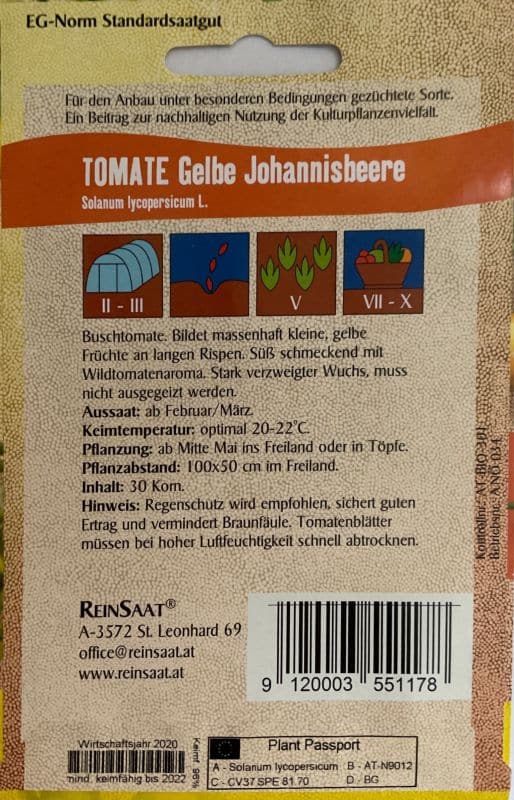 EG-Norm Standardsaatgut
Für den Anbau unter besonderen Bedingungen gezüchtete Sorte.
Ein Beitrag zur nachhaltigen Nutzung der Kulturpflanzenvielfalt.
TOMATE Gelbe Johannisbeere
Solanum lycopersicum L.
II - III
V
VII - X
Buschtomate. Bildet massenhaft kleine, gelbe
Früchte an langen Rispen. Süß schmeckend mit
Wildtomatenaroma. Stark verzweigter Wuchs, muss
nicht ausgegeizt werden.
Aussaat: ab Februar/März.
Keimtemperatur: optimal 20-22°C.
Pflanzung: ab Mitte Mai ins Freiland oder in Töpfe.
Pflanzabstand: 100x50 cm im Freiland.
Inhalt: 30 Korn.
Hinweis: Regenschutz wird empfohlen, sichert guten
Ertrag und vermindert Braunfäule. Tomatenblätter
müssen bei hoher Luftfeuchtigkeit schnell abtrocknen.
Kontrollnr.: AT-BIO-301
REINSAAT®
A-3572 St. Leonhard 69
office@reinsaat.at
www.reinsaat.at
9 120003 551178
Wirtschaftsjahr 2020
mind. keimfähig bis 2022
Keimf. 96%
Plant Passport
A - Solanum lycopersicum B - AT-N9012
C - CV37 SPE 81.70 D - BG